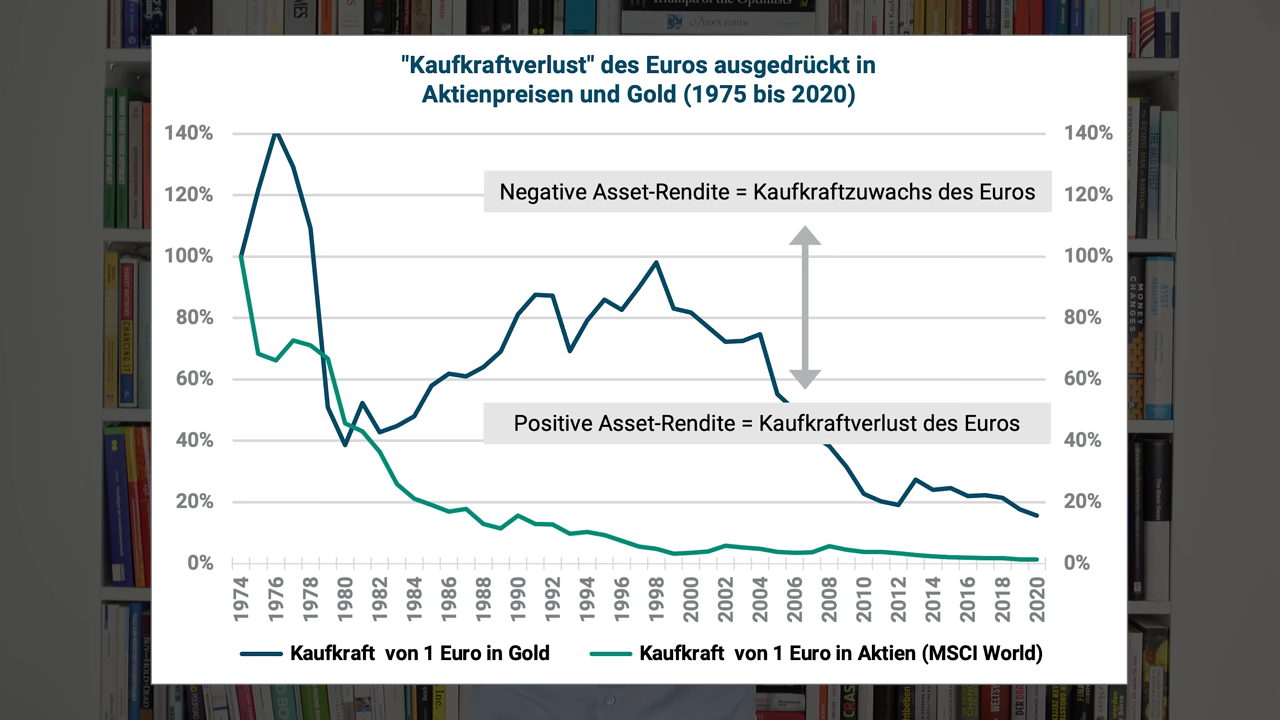 "Kaufkraftverlust" des Euros ausgedrückt in
Aktienpreisen und Gold (1975 bis 2020)
140% 140%
Negative Asset-Rendite = Kaufkraftzuwachs des Euros
120% 120%
100% 100%
80% 80%
60% 60%
Positive Asset-Rendite = Kaufkraftverlust des Euros
40% 40%
20% 20%
0% 0%
1974 1976 1978 1980 1982 1984 1986 1988 1990 1992 1994 1996 1998 2000 2002 2004 2006 2008 2010 2012 2014 2016 2018 2020
Kaufkraft von 1 Euro in Gold Kaufkraft von 1 Euro in Aktien (MSCI World)
INDEX FUNDS
MONEY
CHANGES